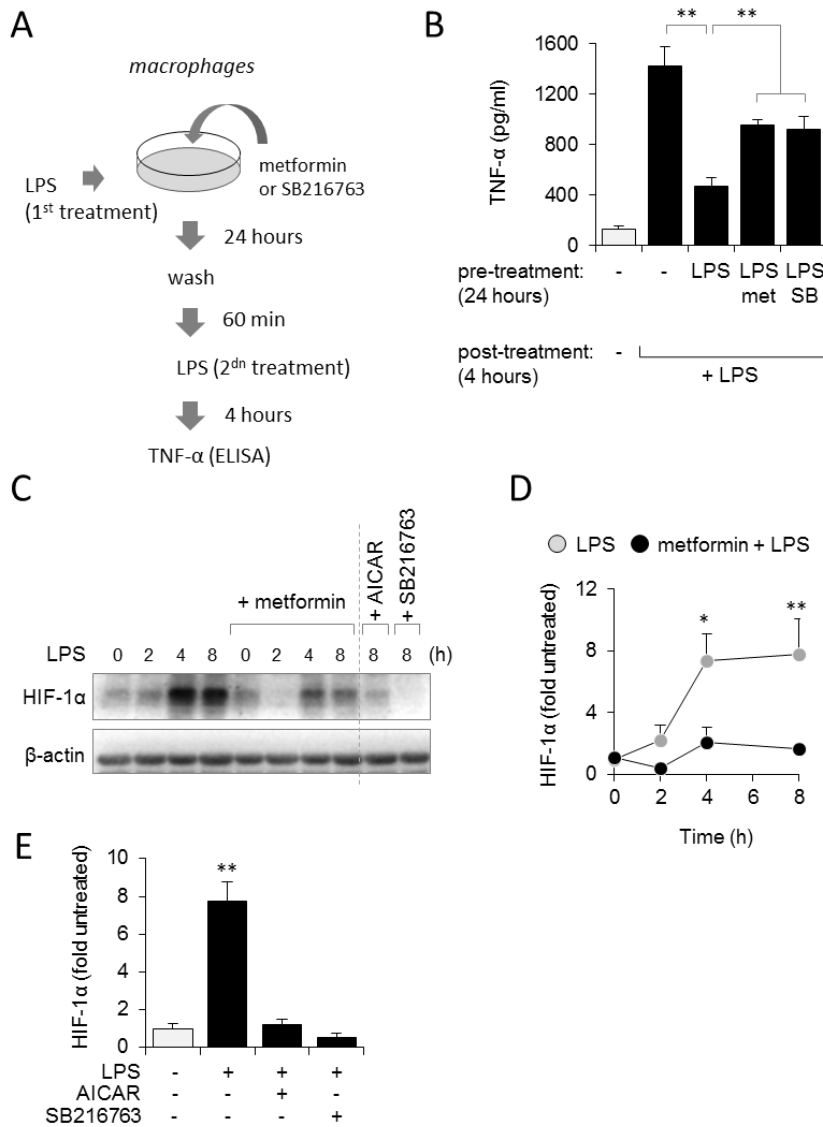 A
macrophages
LPS
(1st treatment)
metformin
or SB216763
24 hours
wash
60 min
LPS (2dn treatment)
4 hours
TNF-α (ELISA)
B
** **
TNF-α (pg/ml)
1600
1200
800
400
0
pre-treatment: - - LPS LPS LPS
(24 hours) met SB
post-treatment: -
(4 hours) + LPS
C
+ metformin + AICAR + SB216763
LPS 0 2 4 8 0 2 4 8 8 8 (h)
HIF-1α
β-actin
D
LPS metformin + LPS
HIF-1α (fold untreated)
12
8
4
0
* **
0 2 4 6 8
Time (h)
E
HIF-1α (fold untreated)
10
8
6
4
2
0
**
LPS - + + +
AICAR - - + -
SB216763 - - - +